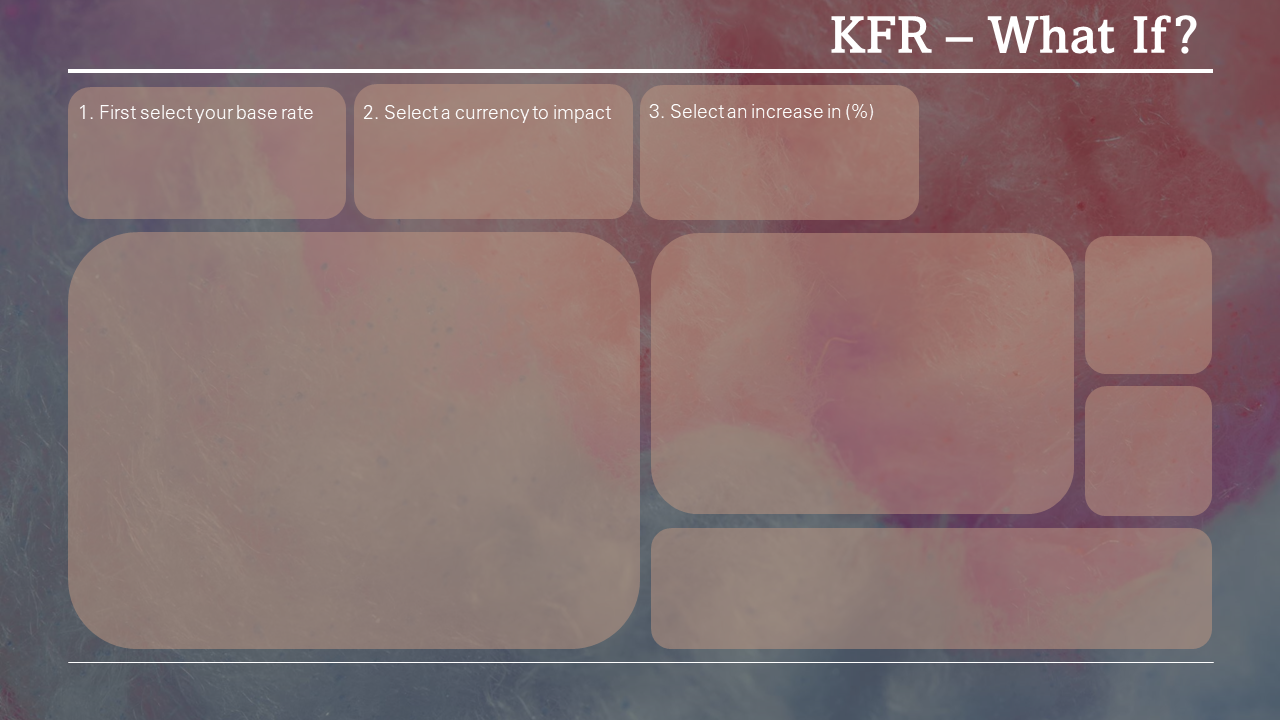 KFR – What If?
1. First select your base rate
2. Select a currency to impact
3. Select an increase in (%)